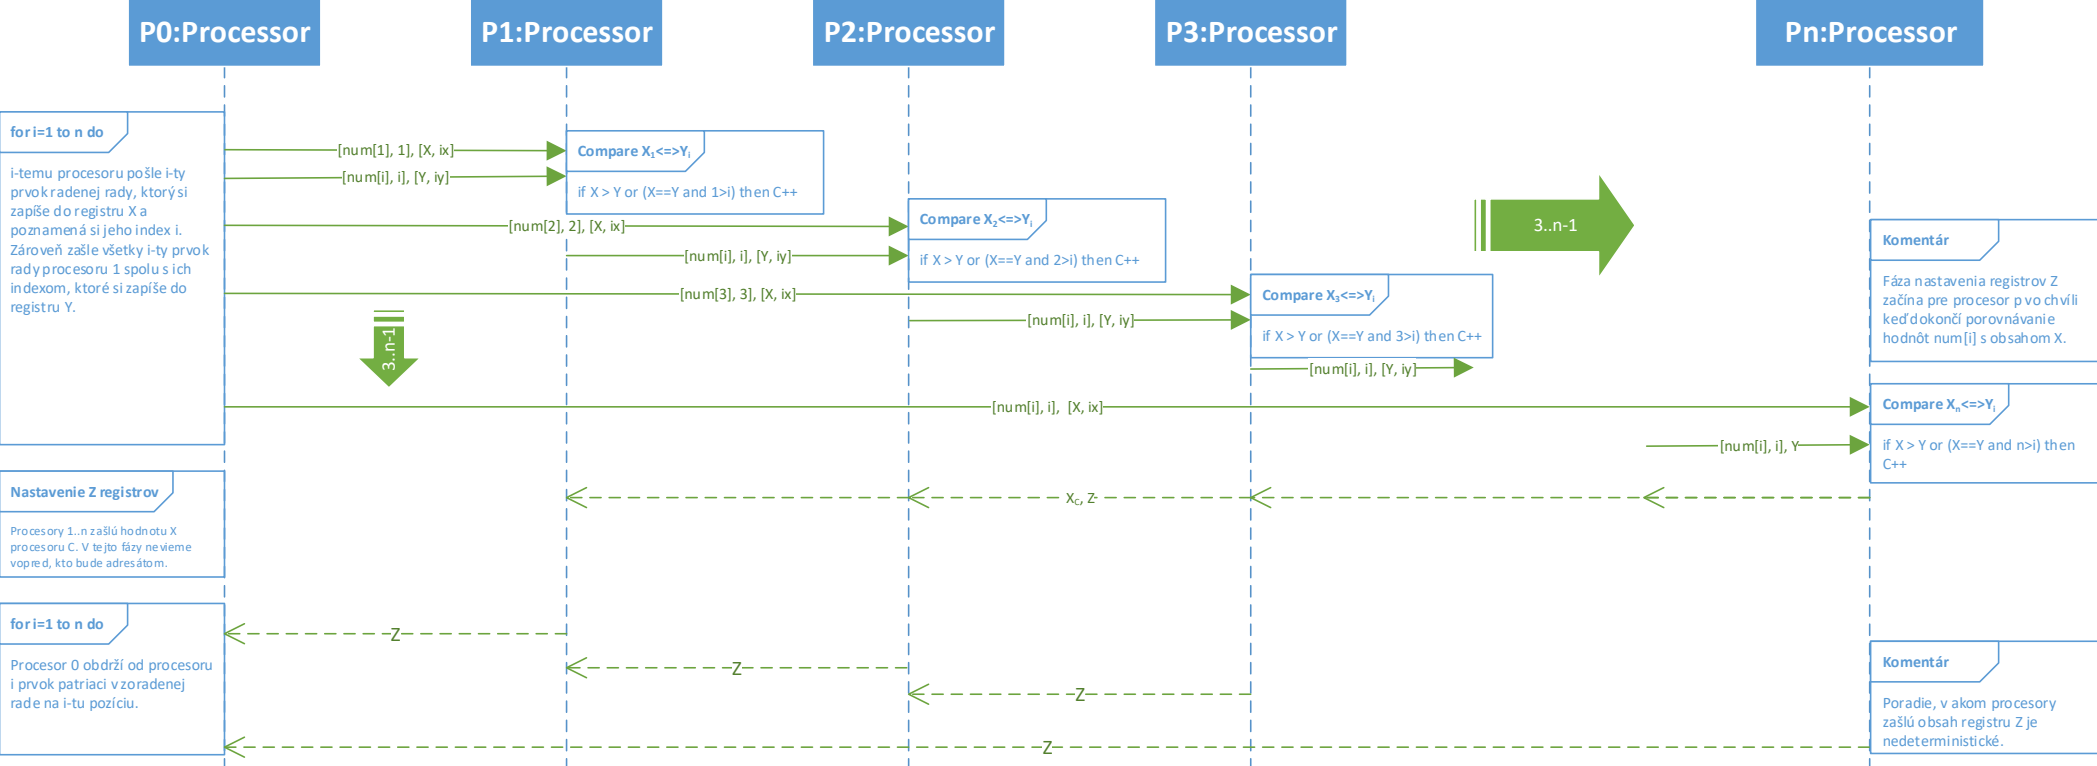 P0:Processor
P1:Processor
P2:Processor
P3:Processor
Pn:Processor
for i=1 to n do
i-temu procesoru pošle i-ty
prvok radenej rady, ktorý si
zapíše do registru X a
poznamená si jeho index i.
Zároveň zašle všetky i-ty prvok
rady procesoru 1 spolu s ich
indexom, ktoré si zapíše do
registru Y.
[num[1], 1], [X, ix]
[num[i], i], [Y, iy]
Compare X₁<=>Yᵢ
if X > Y or (X==Y and 1>i) then C++
[num[2], 2], [X, ix]
[num[i], i], [Y, iy]
Compare X₂<=>Yᵢ
if X > Y or (X==Y and 2>i) then C++
[num[3], 3], [X, ix]
[num[i], i], [Y, iy]
Compare X₃<=>Yᵢ
if X > Y or (X==Y and 3>i) then C++
[num[i], i], [Y, iy]
3..n-1
3..n-1
Komentár
Fáza nastavenia registrov Z
začína pre procesor p vo chvíli
keď dokončí porovnávanie
hodnôt num[i] s obsahom X.
[num[i], i], [X, ix]
[num[i], i], Y
Compare Xₙ<=>Yᵢ
if X > Y or (X==Y and n>i) then
C++
Nastavenie Z registrov
Procesory 1..n zašlú hodnotu X
procesoru C. V tejto fázy nevieme
vopred, kto bude adresátom.
X꜀, Z
for i=1 to n do
Procesor 0 obdrží od procesoru
i prvok patriaci v zoradenej
rade na i-tu pozíciu.
Z
Z
Z
Z
Komentár
Poradie, v akom procesory
zašlú obsah registru Z je
nedeterministické.